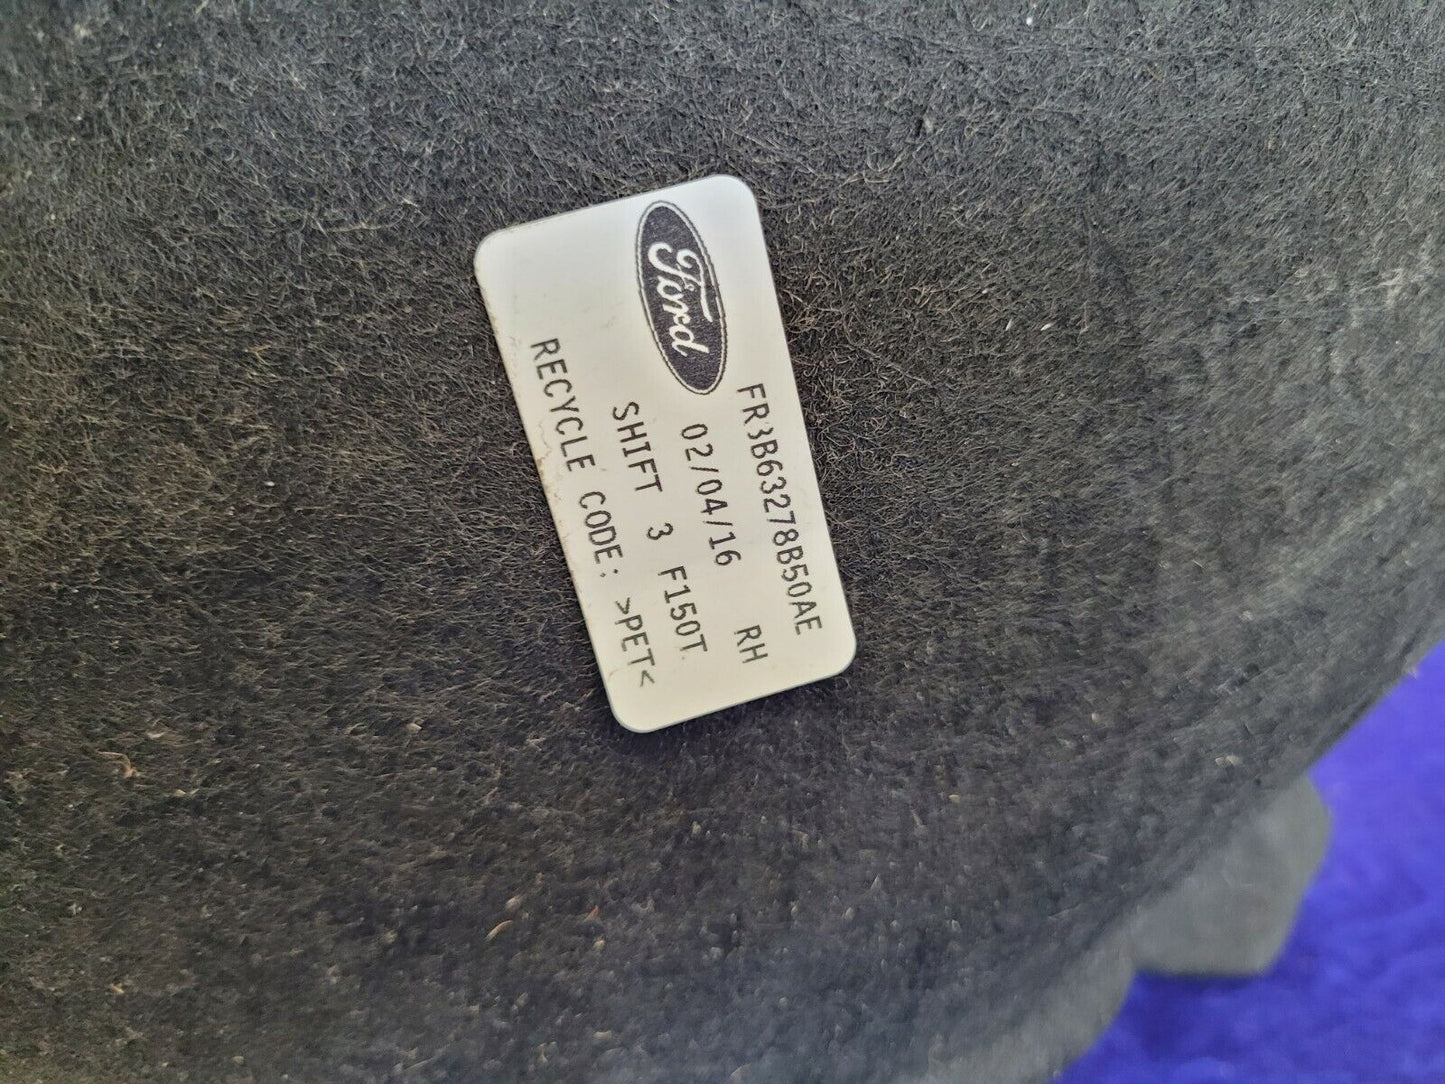 Ford
FR3B63278B50AE
02/04/16 RH
SHIFT 3 F150T
RECYCLE CODE: >PET<